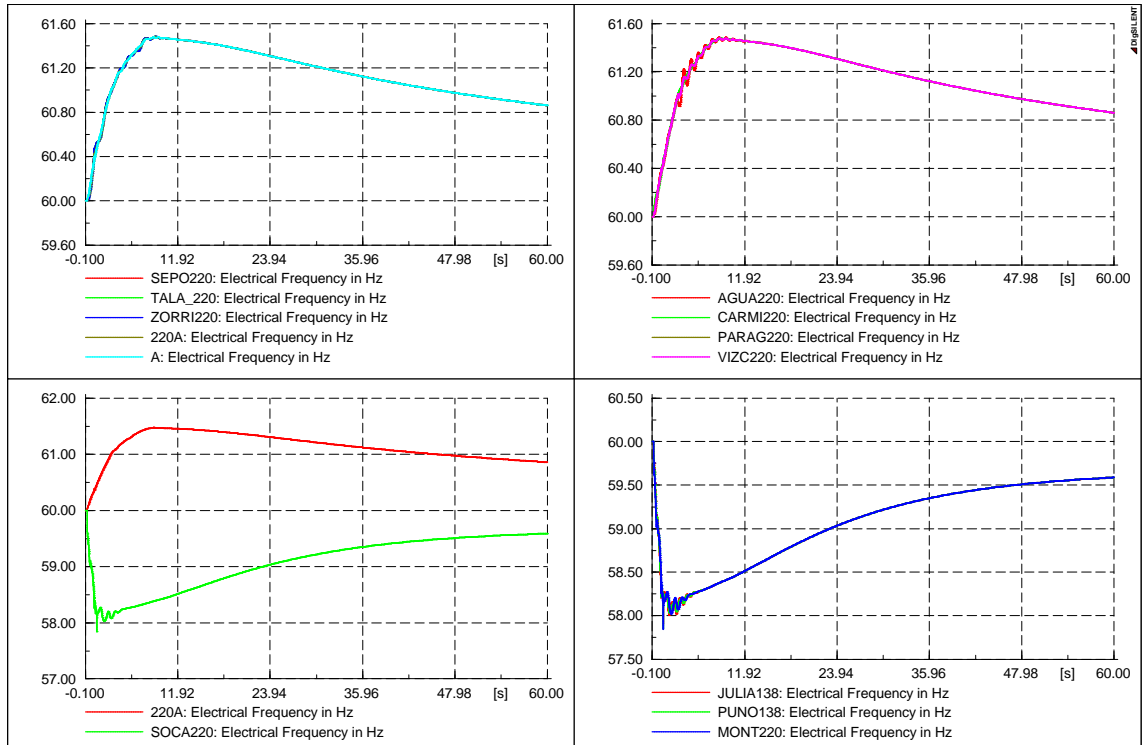 61.60
61.20
60.80
60.40
60.00
59.60
-0.100 11.92 23.94 35.96 47.98 [s] 60.00
SEPO220: Electrical Frequency in Hz
TALA_220: Electrical Frequency in Hz
ZORRI220: Electrical Frequency in Hz
220A: Electrical Frequency in Hz
A: Electrical Frequency in Hz
61.60
61.20
60.80
60.40
60.00
59.60
-0.100 11.92 23.94 35.96 47.98 [s] 60.00
AGUA220: Electrical Frequency in Hz
CARMI220: Electrical Frequency in Hz
PARAG220: Electrical Frequency in Hz
VIZC220: Electrical Frequency in Hz
DIgSILENT
62.00
61.00
60.00
59.00
58.00
57.00
-0.100 11.92 23.94 35.96 47.98 [s] 60.00
220A: Electrical Frequency in Hz
SOCA220: Electrical Frequency in Hz
60.50
60.00
59.50
59.00
58.50
58.00
57.50
-0.100 11.92 23.94 35.96 47.98 [s] 60.00
JULIA138: Electrical Frequency in Hz
PUNO138: Electrical Frequency in Hz
MONT220: Electrical Frequency in Hz